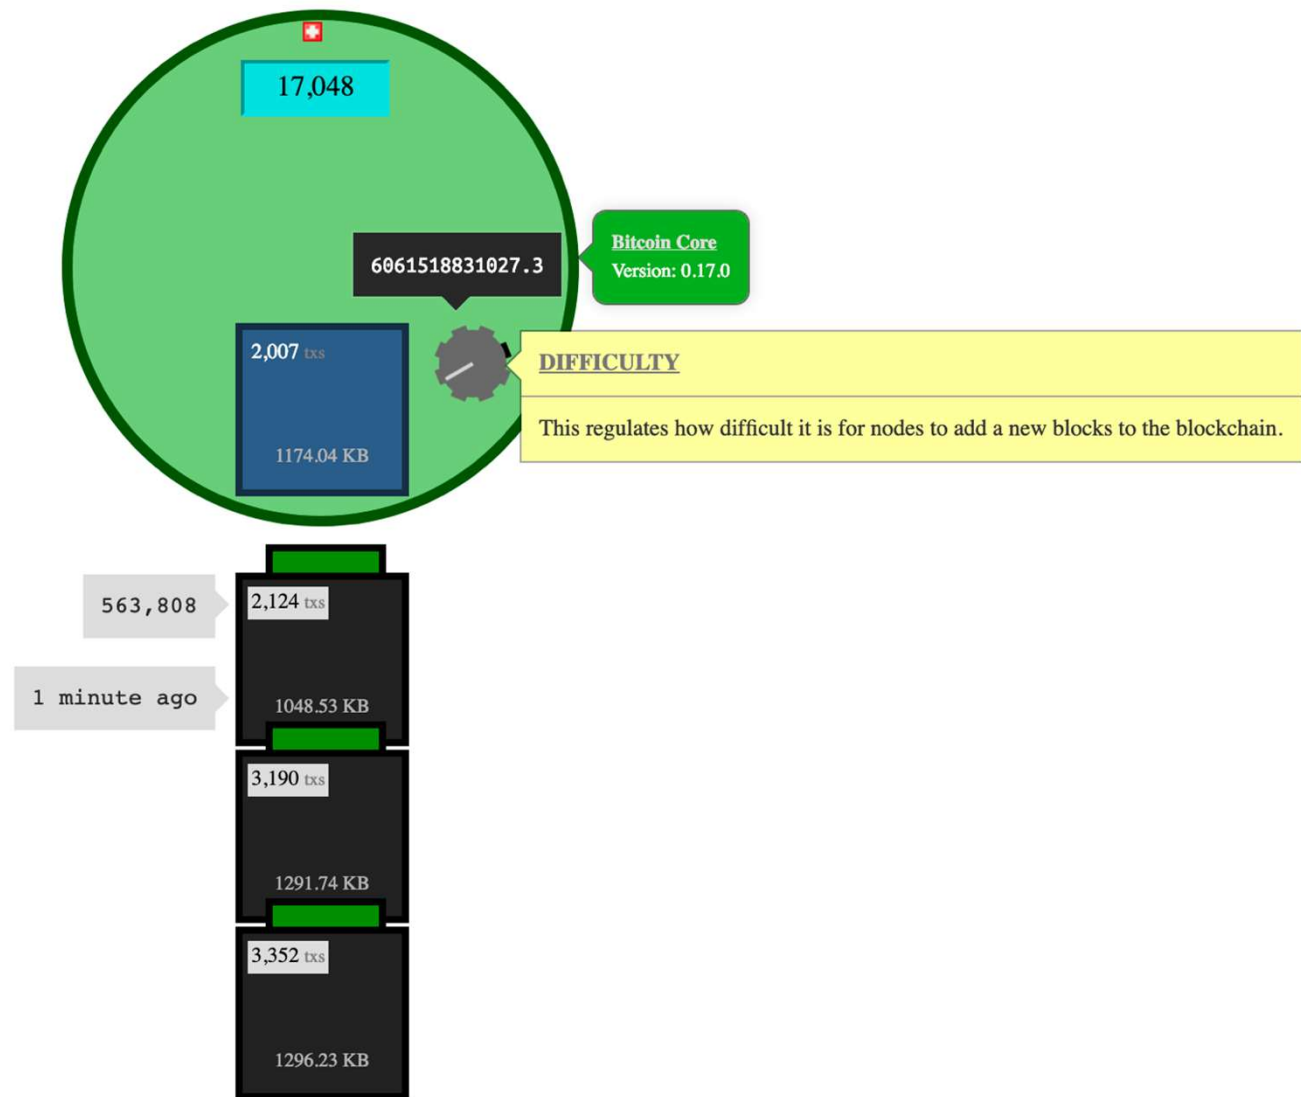 17,048
6061518831027.3
Bitcoin Core
Version: 0.17.0
2,007 txs
1174.04 KB
DIFFICULTY
This regulates how difficult it is for nodes to add a new blocks to the blockchain.
563,808
2,124 txs
1 minute ago
1048.53 KB
3,190 txs
1291.74 KB
3,352 txs
1296.23 KB